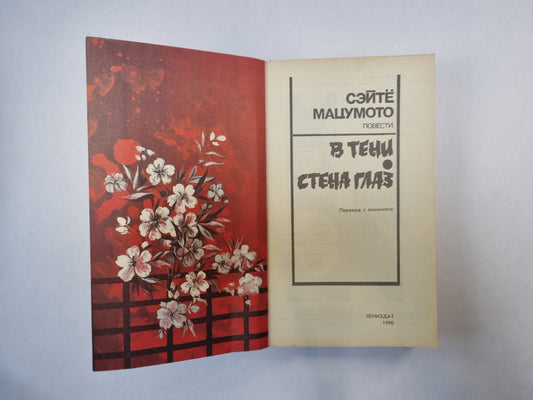 СЭЙТЁ
МАЦУМОТО
ПОВЕСТИ
В ТЕНИ
СТЕНА ГЛАЗ
Перевод с японского
ЛЕНИЗДАТ
1990